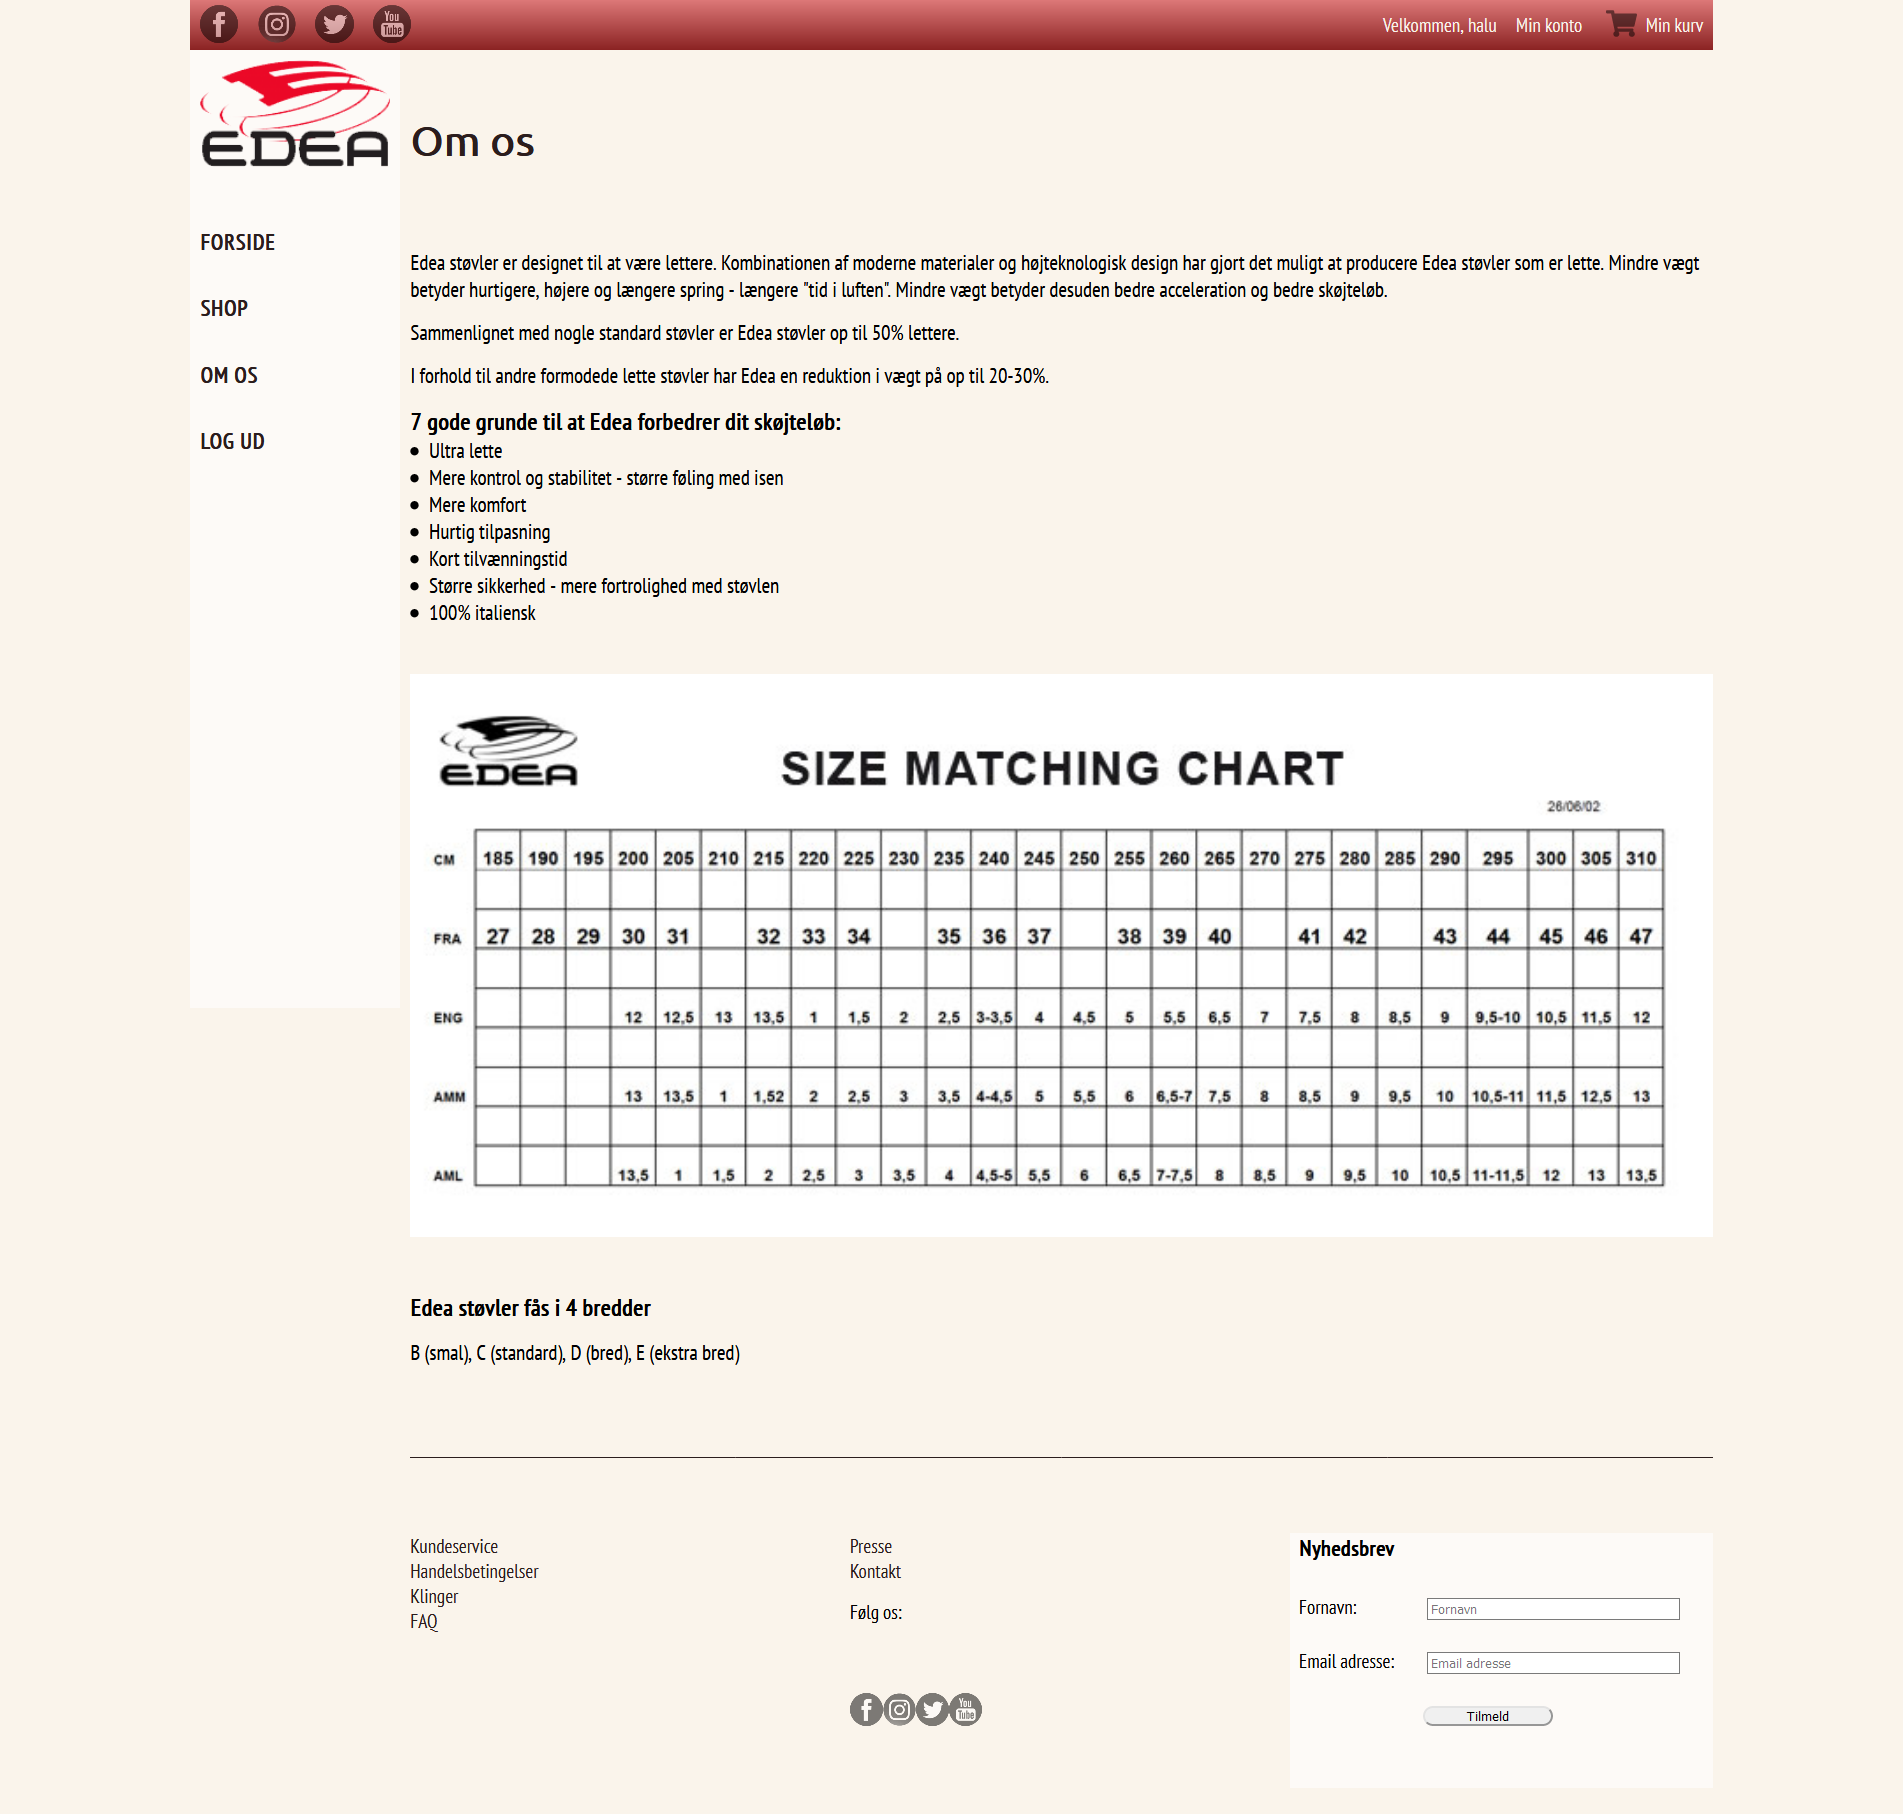 You
Tube
Velkommen, halu Min konto Min kurv
EDEA
Om os
FORSIDE
SHOP
OM OS
LOG UD
Edea støvler er designet til at være lettere. Kombinationen af moderne materialer og højteknologisk design har gjort det muligt at producere Edea støvler som er lette. Mindre vægt
betyder hurtigere, højere og længere spring - længere "tid i luften". Mindre vægt betyder desuden bedre acceleration og bedre skøjteløb.
Sammenlignet med nogle standard støvler er Edea støvler op til 50% lettere.
I forhold til andre formodede lette støvler har Edea en reduktion i vægt på op til 20-30%.
7 gode grunde til at Edea forbedrer dit skøjteløb:
Ultra lette
Mere kontrol og stabilitet - større føling med isen
Mere komfort
Hurtig tilpasning
Kort tilvænningstid
Større sikkerhed - mere fortrolighed med støvlen
100% italiensk
EDEA
SIZE MATCHING CHART
26/06/02
CM 185 190 195 200 205 210 215 220 225 230 235 240 245 250 255 260 265 270 275 280 285 290 295 300 305 310
FRA 27 28 29 30 31 32 33 34 35 36 37 38 39 40 41 42 43 44 45 46 47
ENG 12 12,5 13 13,5 1 1,5 2 2,5 3-3,5 4 4,5 5 5,5 6,5 7 7,5 8 8,5 9 9,5-10 10,5 11,5 12
AMM 13 13,5 1 1,52 2 2,5 3 3,5 4-4,5 5 5,5 6 6,5-7 7,5 8 8,5 9 9,5 10 10,5-11 11,5 12,5 13
AML 13,5 1 1,5 2 2,5 3 3,5 4 4,5-5 5,5 6 6,5 7-7,5 8 8,5 9 9,5 10 10,5 11-11,5 12 13 13,5
Edea støvler fås i 4 bredder
B (smal), C (standard), D (bred), E (ekstra bred)
Kundeservice
Handelsbetingelser
Klinger
FAQ
Presse
Kontakt
Følg os:
You
Tube
Nyhedsbrev
Fornavn: Fornavn
Email adresse: Email adresse
Tilmeld